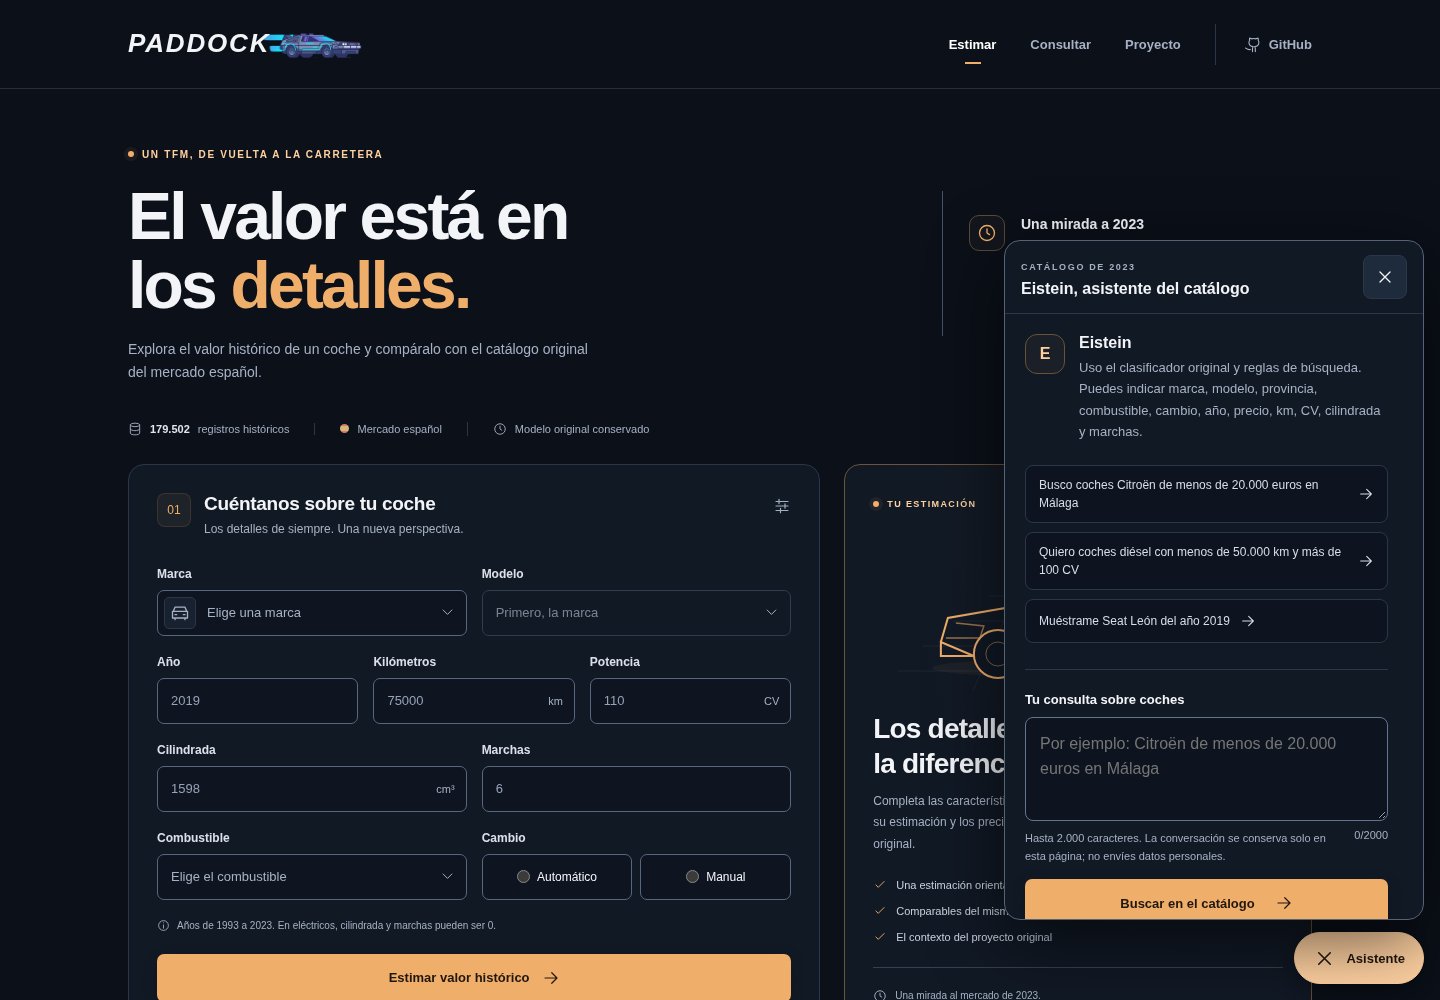 PADDOCK
Estimar
Consultar
Proyecto
GitHub
UN TFM, DE VUELTA A LA CARRETERA
El valor está en
los detalles.
Explora el valor histórico de un coche y compáralo con el catálogo original
del mercado español.
179.502 registros históricos
Mercado español
Modelo original conservado
Una mirada a 2023
01
Cuéntanos sobre tu coche
Los detalles de siempre. Una nueva perspectiva.
Marca
Modelo
Elige una marca
Primero, la marca
Año
Kilómetros
Potencia
2019
75000 km
110 CV
Cilindrada
Marchas
1598 cm³
6
Combustible
Cambio
Elige el combustible
Automático
Manual
Años de 1993 a 2023. En eléctricos, cilindrada y marchas pueden ser 0.
Estimar valor histórico
TU ESTIMACIÓN
Los detalle
la diferenc
Completa las característi
su estimación y los preci
original.
Una estimación orienta
Comparables del mism
El contexto del proyecto original
Una mirada al mercado de 2023.
CATÁLOGO DE 2023
Eistein, asistente del catálogo
E
Eistein
Uso el clasificador original y reglas de búsqueda.
Puedes indicar marca, modelo, provincia,
combustible, cambio, año, precio, km, CV, cilindrada
y marchas.
Busco coches Citroën de menos de 20.000 euros en
Málaga
Quiero coches diésel con menos de 50.000 km y más de
100 CV
Muéstrame Seat León del año 2019
Tu consulta sobre coches
Por ejemplo: Citroën de menos de 20.000
euros en Málaga
Hasta 2.000 caracteres. La conversación se conserva solo en
esta página; no envíes datos personales.
0/2000
Buscar en el catálogo
Asistente